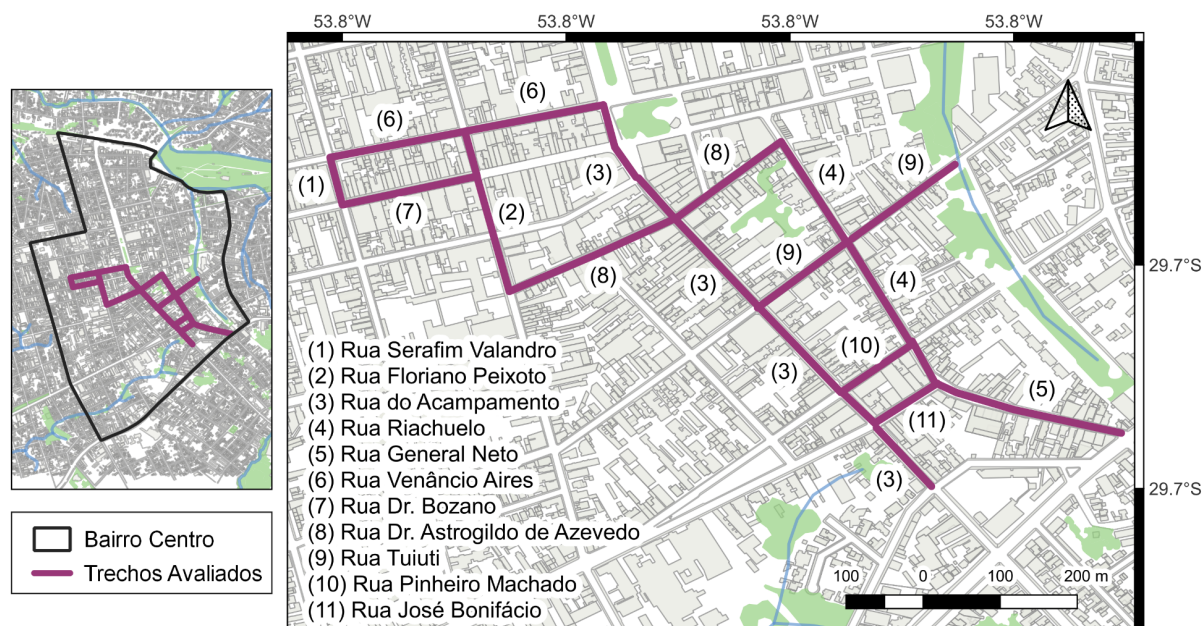 53.8°W 53.8°W 53.8°W 53.8°W
(6)
(6)
(8)
(9)
(1)
(3)
(4)
(7)
(2)
(9)
(8)
(3)
(4)
29.7°S
(10)
(3)
(5)
(11)
(3)
29.7°S
(1) Rua Serafim Valandro
(2) Rua Floriano Peixoto
(3) Rua do Acampamento
(4) Rua Riachuelo
(5) Rua General Neto
(6) Rua Venâncio Aires
(7) Rua Dr. Bozano
(8) Rua Dr. Astrogildo de Azevedo
(9) Rua Tuiuti
(10) Rua Pinheiro Machado
(11) Rua José Bonifácio
100 0 100 200 m
Bairro Centro
Trechos Avaliados